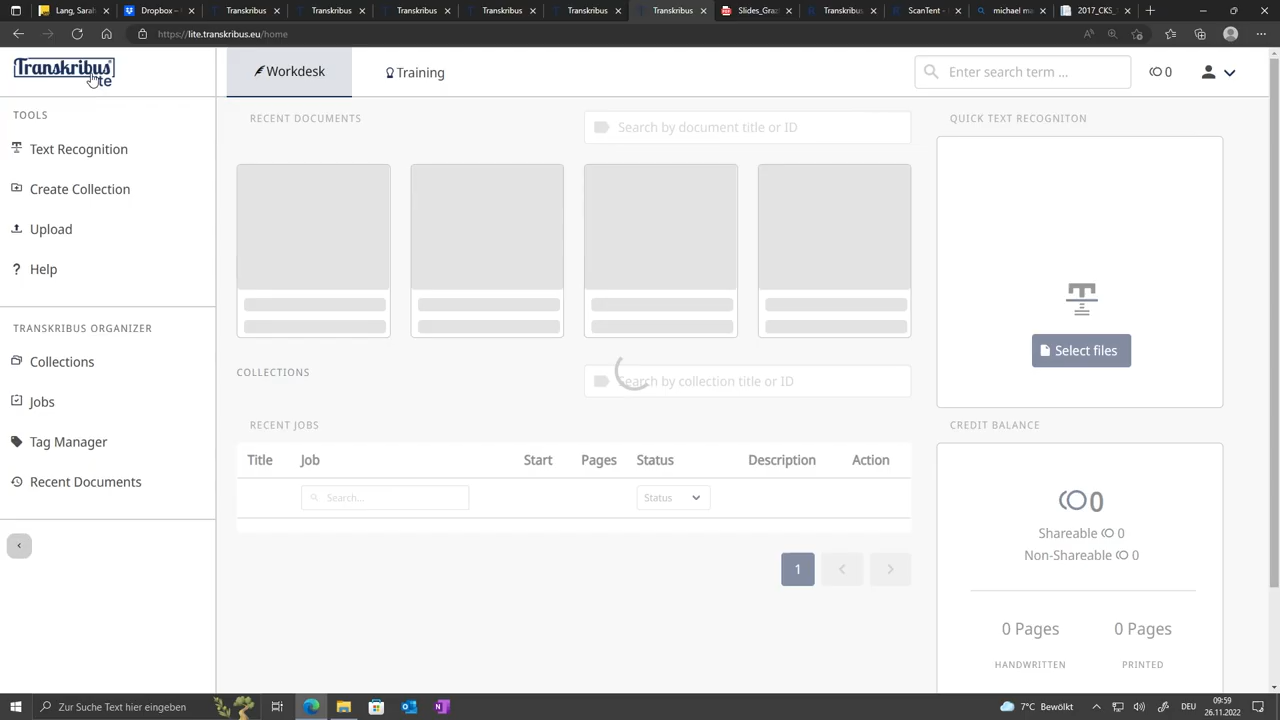 Lang, Sarah
Dropbox -
Transkribus
Transkribus
Transkribus
Transkribus
Transkribus
Slides_Graz
Transkribus
ScanTent -
michael me
2017_CKS_
https://lite.transkribus.eu/home
Transkribus®
te
Workdesk
Training
Enter search term ...
0
TOOLS
Text Recognition
Create Collection
Upload
Help
TRANSKRIBUS ORGANIZER
Collections
Jobs
Tag Manager
Recent Documents
RECENT DOCUMENTS
Search by document title or ID
COLLECTIONS
Search by collection title or ID
RECENT JOBS
Title Job Start Pages Status Description Action
Search...
Status
1
QUICK TEXT RECOGNITON
Select files
CREDIT BALANCE
0
Shareable 0
Non-Shareable 0
0 Pages 0 Pages
HANDWRITTEN PRINTED
Zur Suche Text hier eingeben
7°C Bewölkt
DEU
09:59
26.11.2022